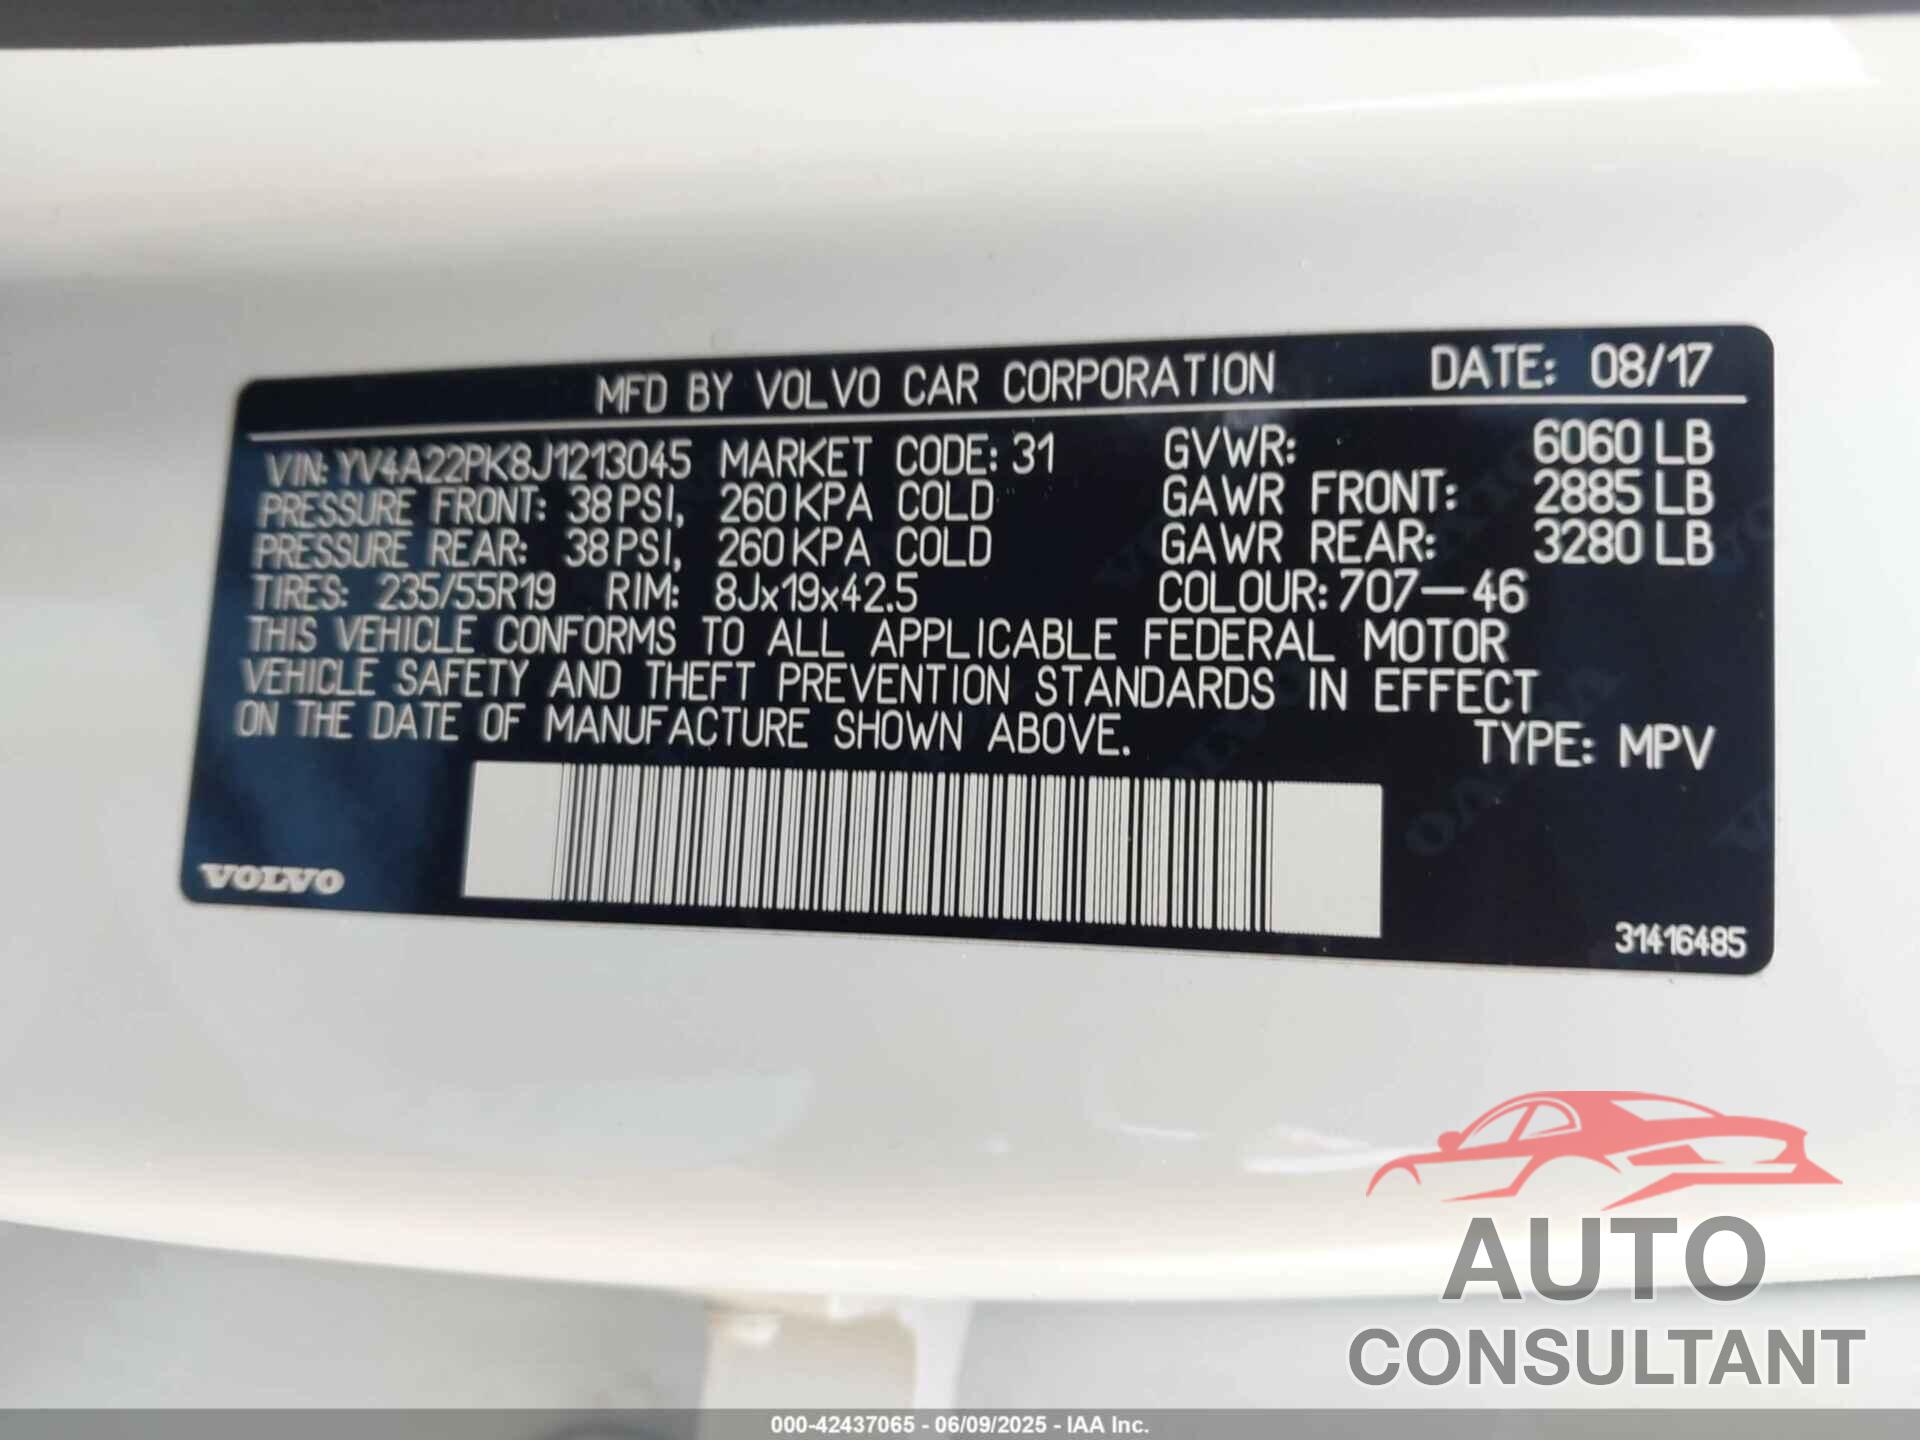 MFD BY VOLVO CAR CORPORATION DATE: 08/17
VIN: YV4A22PK8J1213045 MARKET CODE: 31 GVWR: 6060 LB
PRESSURE FRONT: 38 PSI, 260 KPA COLD GAWR FRONT: 2885 LB
PRESSURE REAR: 38 PSI, 260 KPA COLD GAWR REAR: 3280 LB
TIRES: 235/55R19 RIM: 8Jx19x42.5 COLOUR: 707-46
THIS VEHICLE CONFORMS TO ALL APPLICABLE FEDERAL MOTOR
VEHICLE SAFETY AND THEFT PREVENTION STANDARDS IN EFFECT
ON THE DATE OF MANUFACTURE SHOWN ABOVE. TYPE: MPV
VOLVO
31416485
AUTO
CONSULTANT
000-42437065 - 06/09/2025 - IAA Inc.